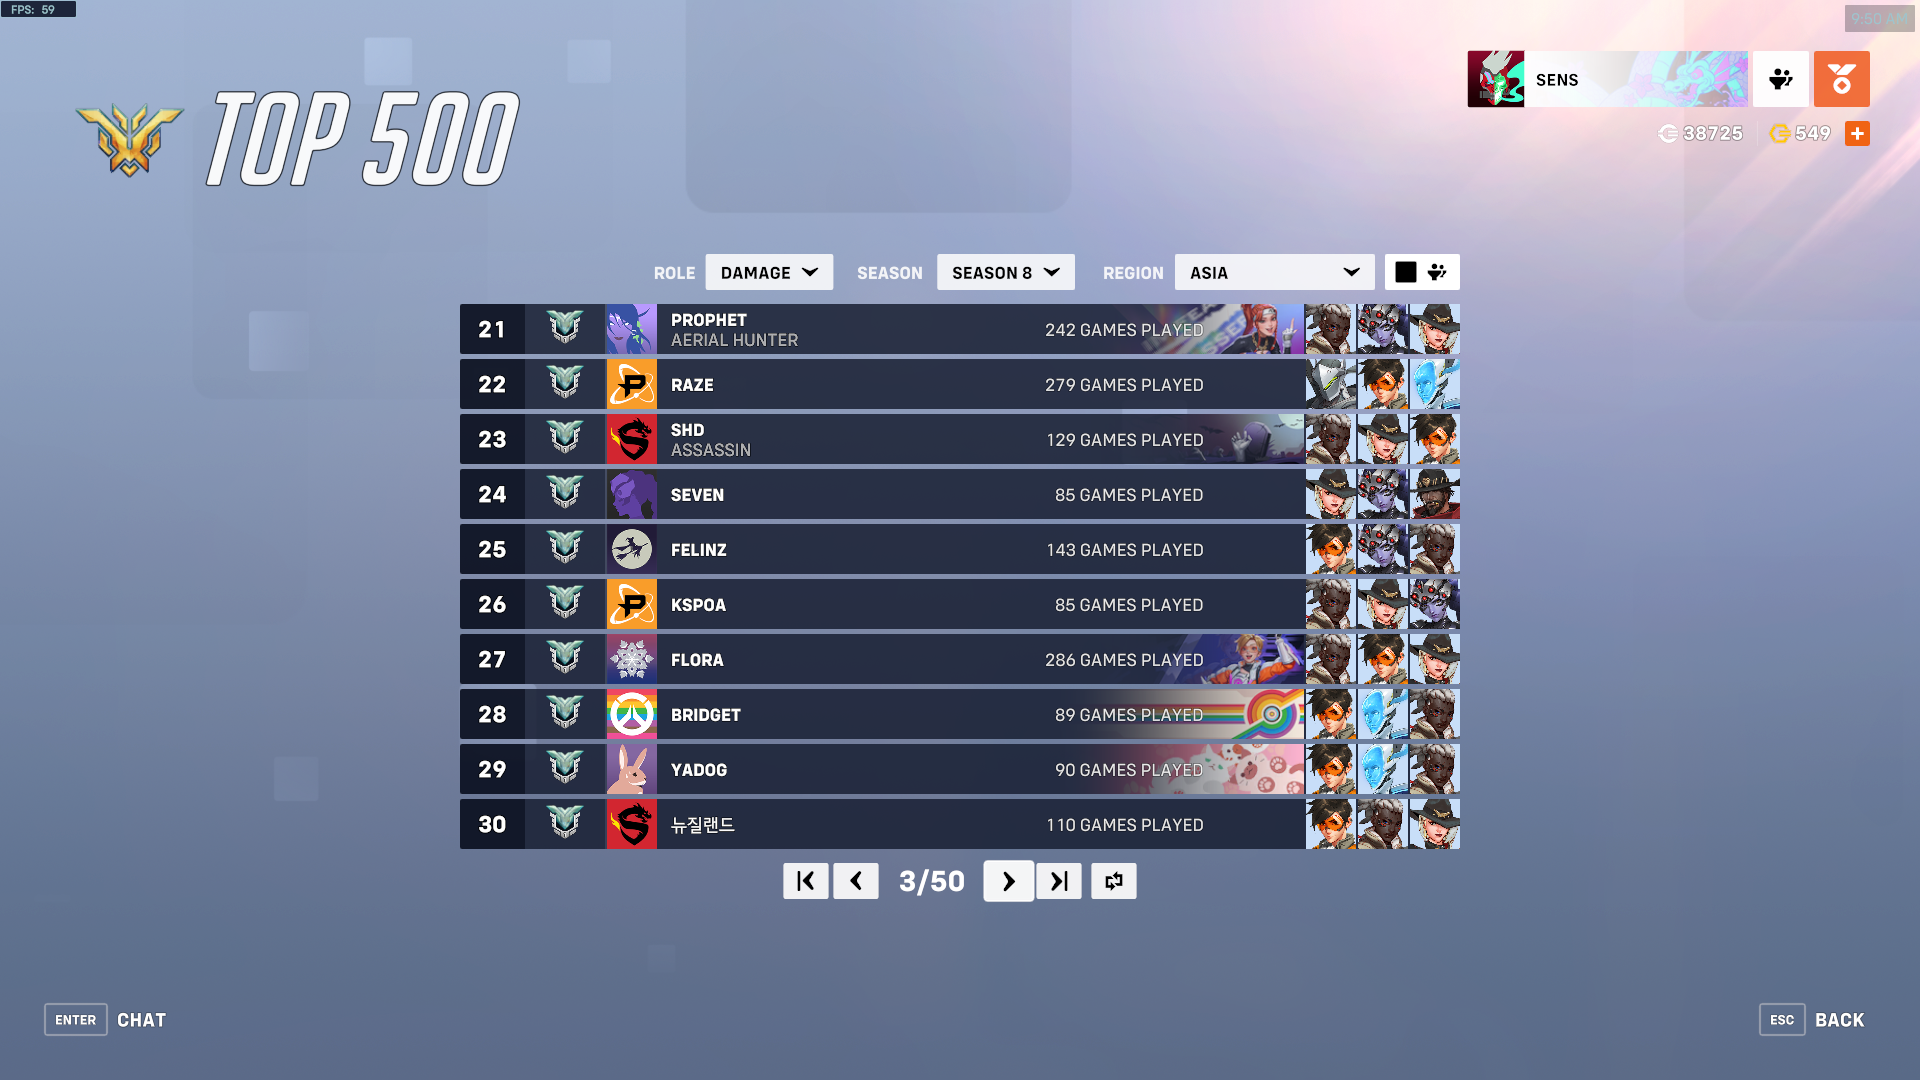 FPS: 59
9:50 AM
TOP 500
SENS
38725 549
ROLE DAMAGE SEASON SEASON 8 REGION ASIA
21 PROPHET 242 GAMES PLAYED
AERIAL HUNTER
22 RAZE 279 GAMES PLAYED
23 SHD 129 GAMES PLAYED
ASSASSIN
24 SEVEN 85 GAMES PLAYED
25 FELINZ 143 GAMES PLAYED
26 KSPOA 85 GAMES PLAYED
27 FLORA 286 GAMES PLAYED
28 BRIDGET 89 GAMES PLAYED
29 YADOG 90 GAMES PLAYED
30 뉴질랜드 110 GAMES PLAYED
3/50
ENTER CHAT
ESC BACK